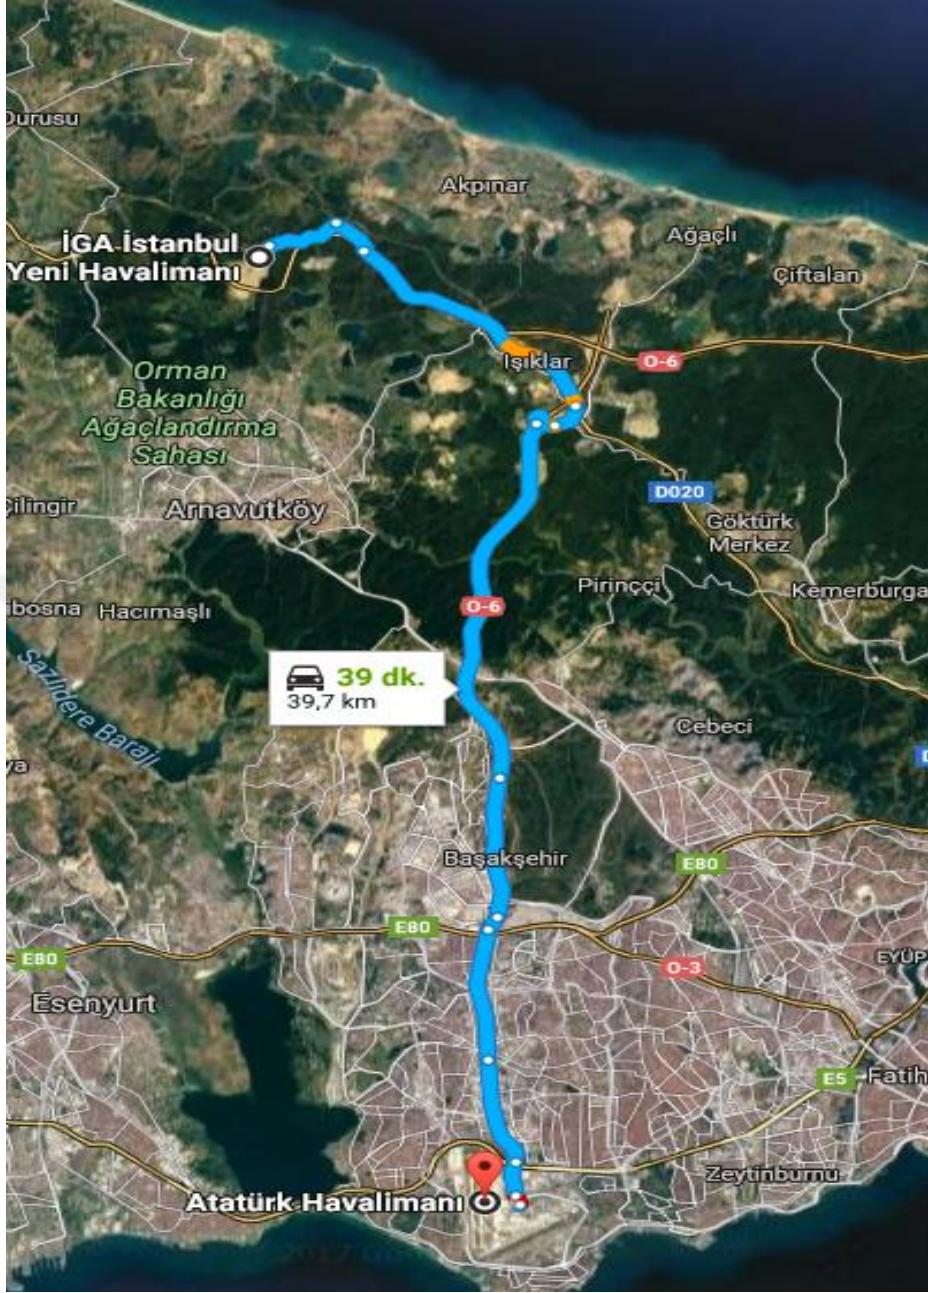 Durusu
Akpınar
Ağaçlı
İGA İstanbul
Yeni Havalimanı
Çiftalan
Işıklar
O-6
Orman
Bakanlığı
Ağaçlandırma
Sahası
D020
Çilingir
Arnavutköy
Göktürk
Merkez
Pirinççi
Kemerburga
ibosna
Hacımaşlı
O-6
39 dk.
39,7 km
Sazlıdere Barajı
Cebeci
ya
D
Başakşehir
E80
E80
E80
O-3
EYÜP
Esenyurt
E5
Fatih
Zeytinburnu
Atatürk Havalimanı